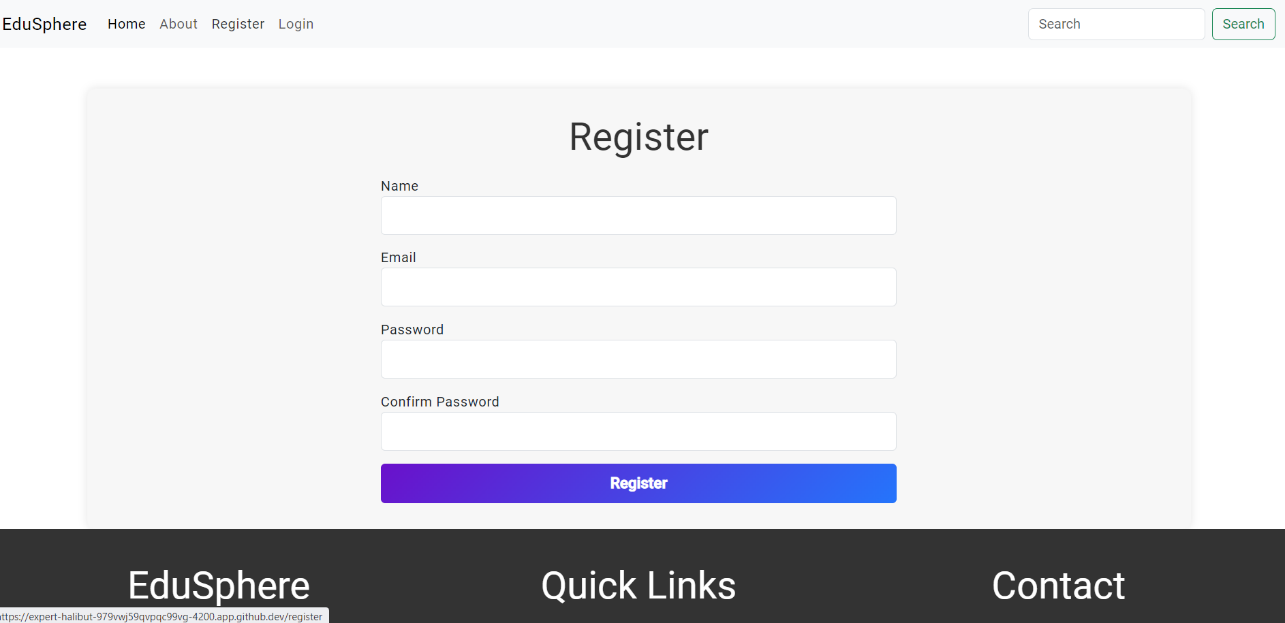 EduSphere Home About Register Login Search Search
Register
Name
Email
Password
Confirm Password
Register
EduSphere Quick Links Contact
ttps://expert-halibut-979vwj59qvpqc99vg-4200.app.github.dev/register